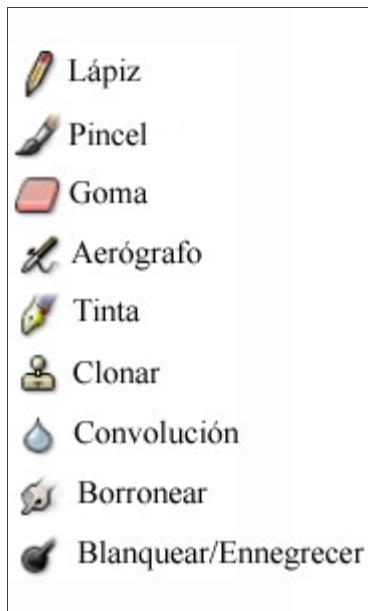 Lápiz
Pincel
Goma
Aerógrafo
Tinta
Clonar
Convolución
Borronear
Blanquear/Ennegrecer